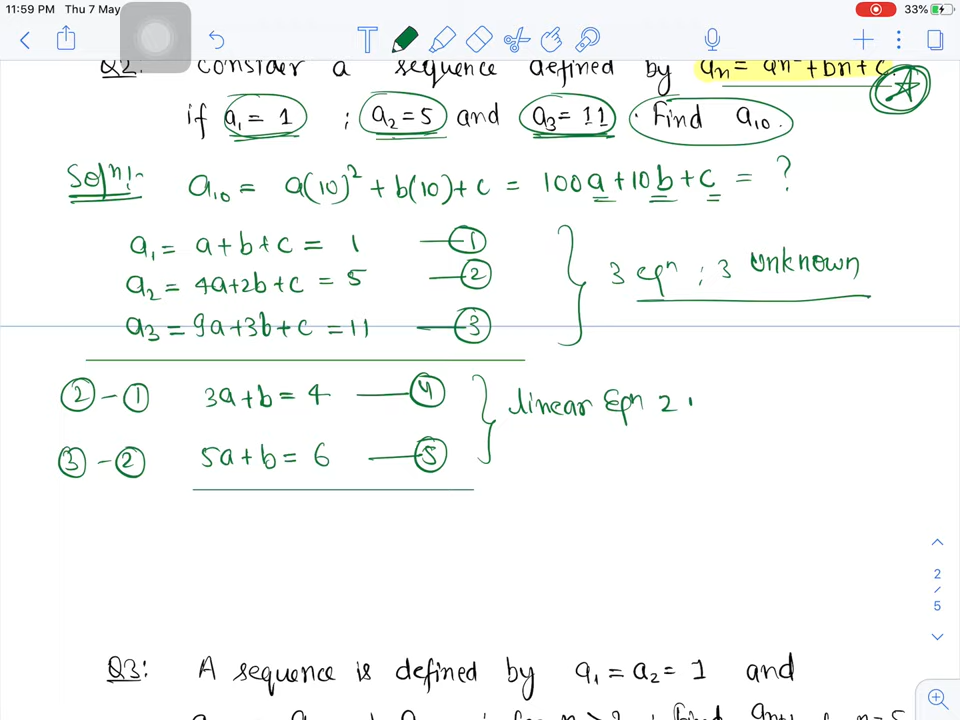 11:59 PM Thu 7 May 33%
T
Q2: Consider a sequence defined by an = an² + bn + c.
if a₁ = 1 ; a₂ = 5 and a₃ = 11 . Find a₁₀.
Solⁿ:- a₁₀ = a(10)² + b(10) + c = 100a + 10b + c = ?
a₁ = a + b + c = 1 — 1
a₂ = 4a + 2b + c = 5 — 2
3 eqⁿ ; 3 Unknown
a₃ = 9a + 3b + c = 11 — 3
2 - 1 3a + b = 4 — 4
linear Eqⁿ 2
3 - 2 5a + b = 6 — 5
2
/
5
Q3: A sequence is defined by a₁ = a₂ = 1 and